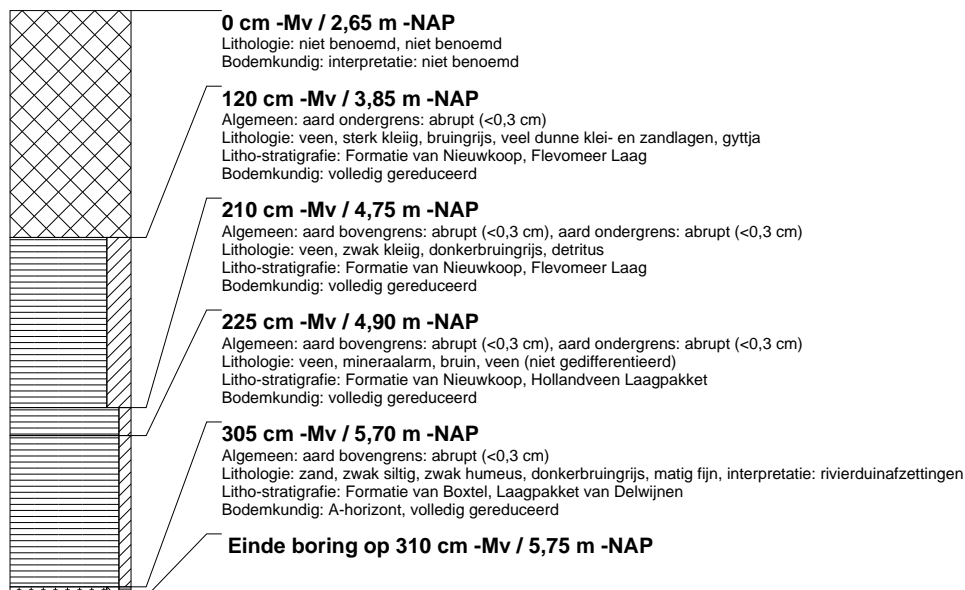 0 cm -Mv / 2,65 m -NAP
Lithologie: niet benoemd, niet benoemd
Bodemkundig: interpretatie: niet benoemd
120 cm -Mv / 3,85 m -NAP
Algemeen: aard ondergrens: abrupt (<0,3 cm)
Lithologie: veen, sterk kleiig, bruingrijs, veel dunne klei- en zandlagen, gyttja
Litho-stratigrafie: Formatie van Nieuwkoop, Flevomeer Laag
Bodemkundig: volledig gereduceerd
210 cm -Mv / 4,75 m -NAP
Algemeen: aard bovengrens: abrupt (<0,3 cm), aard ondergrens: abrupt (<0,3 cm)
Lithologie: veen, zwak kleiig, donkerbruingrijs, detritus
Litho-stratigrafie: Formatie van Nieuwkoop, Flevomeer Laag
Bodemkundig: volledig gereduceerd
225 cm -Mv / 4,90 m -NAP
Algemeen: aard bovengrens: abrupt (<0,3 cm), aard ondergrens: abrupt (<0,3 cm)
Lithologie: veen, mineraalarm, bruin, veen (niet gedifferentieerd)
Litho-stratigrafie: Formatie van Nieuwkoop, Hollandveen Laagpakket
Bodemkundig: volledig gereduceerd
305 cm -Mv / 5,70 m -NAP
Algemeen: aard bovengrens: abrupt (<0,3 cm)
Lithologie: zand, zwak siltig, zwak humeus, donkerbruingrijs, matig fijn, interpretatie: rivierduinafzettingen
Litho-stratigrafie: Formatie van Boxtel, Laagpakket van Delwijnen
Bodemkundig: A-horizont, volledig gereduceerd
Einde boring op 310 cm -Mv / 5,75 m -NAP